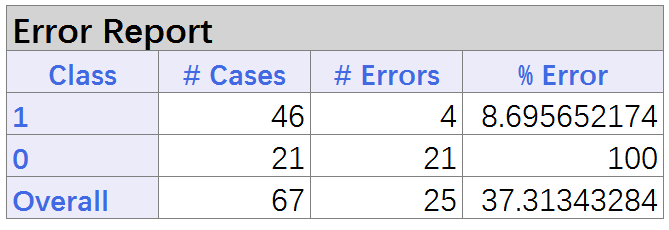 Error Report
Class # Cases # Errors % Error
1 46 4 8.695652174
0 21 21 100
Overall 67 25 37.31343284